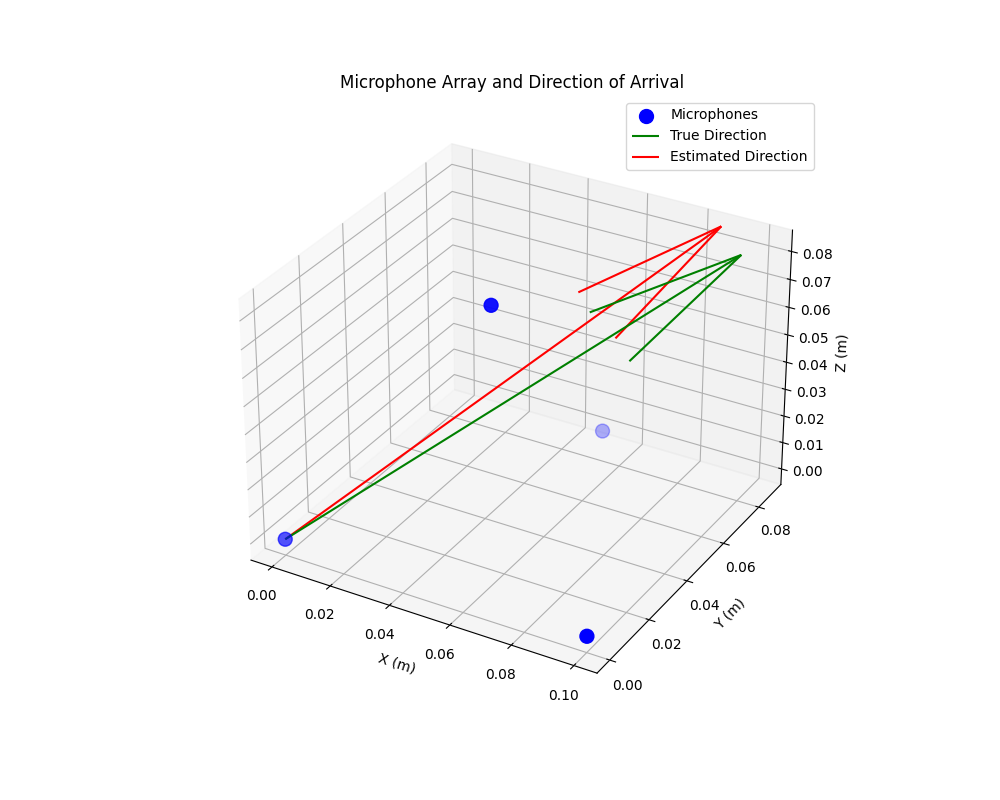 Microphone Array and Direction of Arrival
Microphones
True Direction
Estimated Direction
0.08
0.07
0.06
0.05
0.04
0.03
0.02
0.01
0.00
Z (m)
0.08
0.06
0.04
0.02
0.00
Y (m)
0.00
0.02
0.04
0.06
0.08
0.10
X (m)